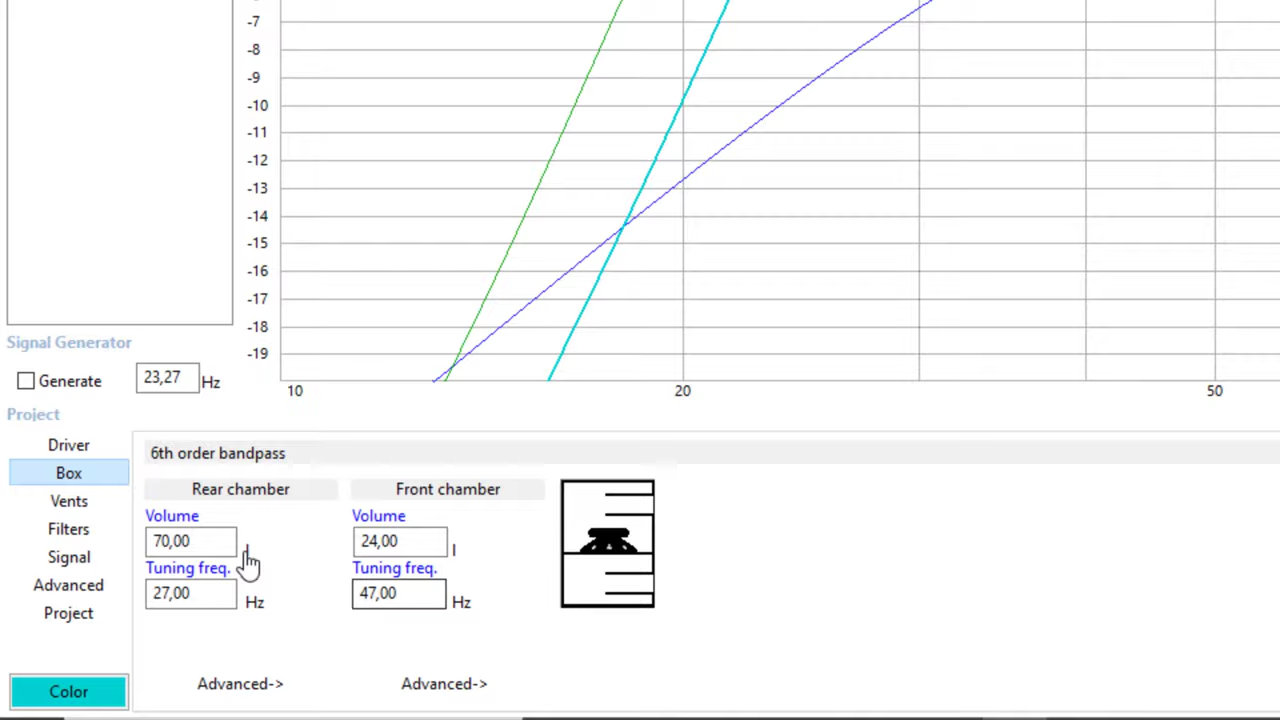 -7
-8
-9
-10
-11
-12
-13
-14
-15
-16
-17
-18
-19
10 20 50
Signal Generator
Generate 23,27 Hz
Project
Driver
Box
Vents
Filters
Signal
Advanced
Project
Color
6th order bandpass
Rear chamber Front chamber
Volume Volume
70,00 l 24,00 l
Tuning freq. Tuning freq.
27,00 Hz 47,00 Hz
Advanced-> Advanced->